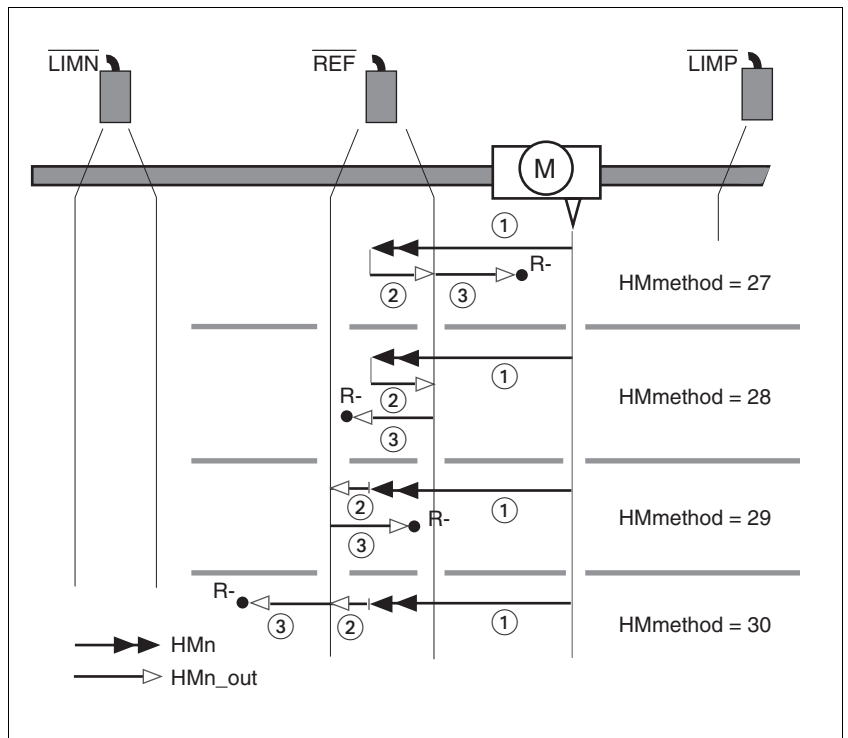 LIMN REF LIMP
M
1
R-
2 3
HMmethod = 27
1
2
R-
3
HMmethod = 28
2 1
R-
3
HMmethod = 29
R-
3 2 1
HMmethod = 30
HMn
HMn_out